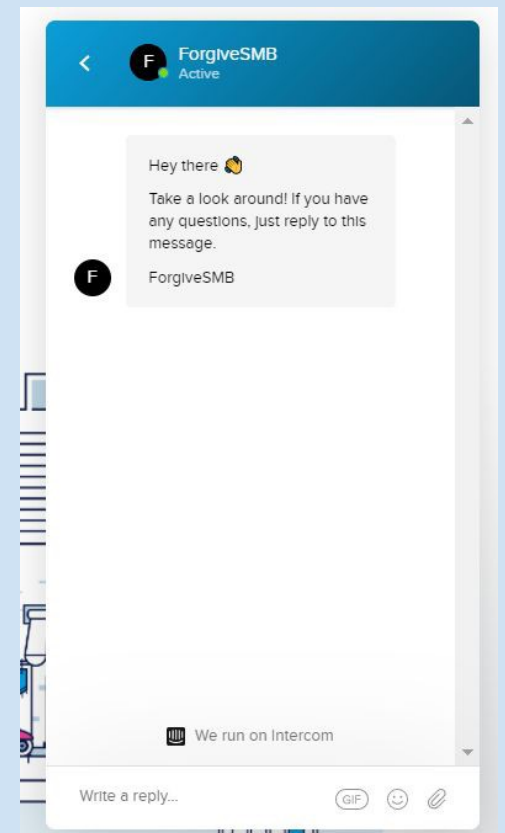 F
ForgiveSMB
Active
Hey there 👋
Take a look around! If you have
any questions, just reply to this
message.
F
ForgiveSMB
We run on Intercom
Write a reply...
GIF